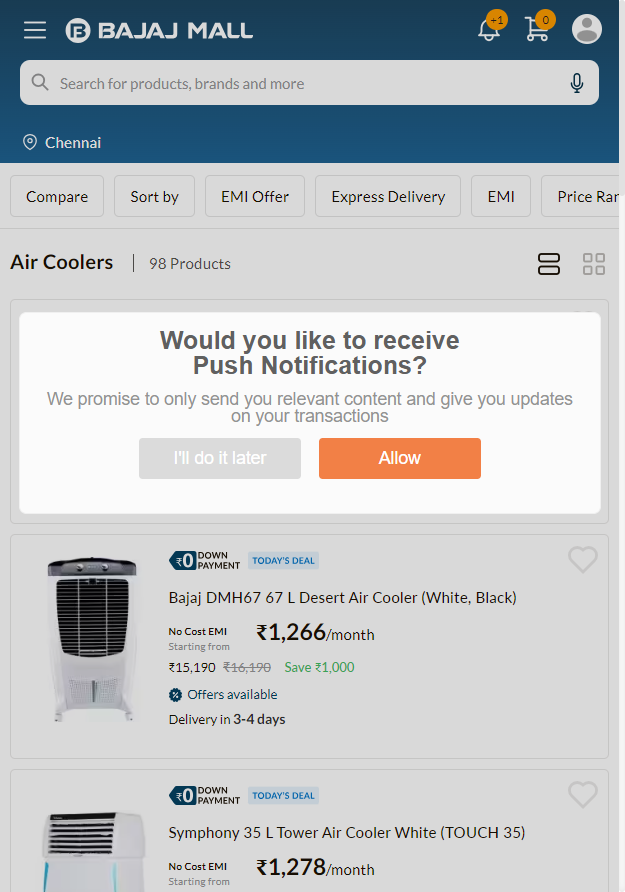 BAJAJ MALL
+1
0
Search for products, brands and more
Chennai
Compare
Sort by
EMI Offer
Express Delivery
EMI
Price Ran
Air Coolers | 98 Products
Would you like to receive
Push Notifications?
We promise to only send you relevant content and give you updates
on your transactions
I'll do it later
Allow
₹0 DOWN
PAYMENT
TODAY'S DEAL
Bajaj DMH67 67 L Desert Air Cooler (White, Black)
No Cost EMI
Starting from
₹1,266/month
₹15,190 ₹16,190 Save ₹1,000
Offers available
Delivery in 3-4 days
₹0 DOWN
PAYMENT
TODAY'S DEAL
Symphony 35 L Tower Air Cooler White (TOUCH 35)
No Cost EMI
Starting from
₹1,278/month